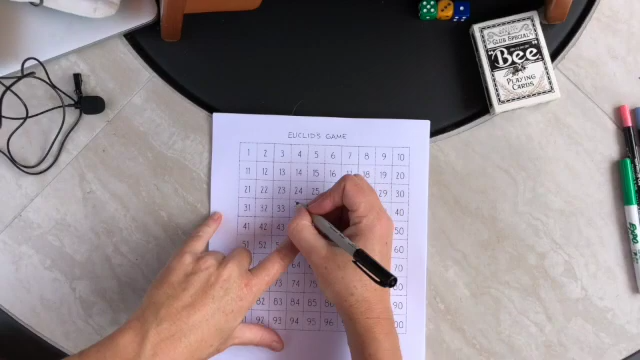 CLUB SPECIAL
Bee
PLAYING
CARDS
EUCLID'S GAME
1 2 3 4 5 6 7 8 9 10
11 12 13 14 15 16 17 18 19 20
21 22 23 24 25 29 30
31 32 33 40
41 42 43 50
51 52 60
64 70
73 74 75
82 83 84 85 86 90
92 93 94 95 96 100